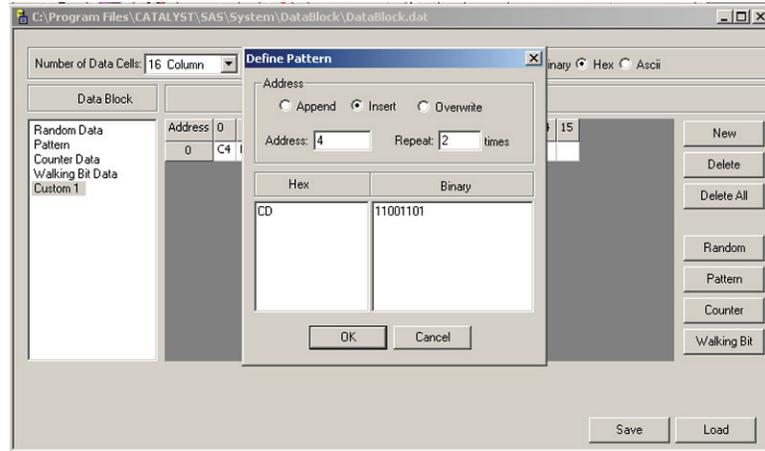 C:\Program Files\CATALYST\SAS\System\DataBlock\DataBlock.dat
Number of Data Cells: 16 Column
Hex Ascii
Define Pattern
Address
Append Insert Overwrite
Address: 4 Repeat: 2 times
Hex Binary
CD 11001101
OK Cancel
Data Block
Random Data
Pattern
Counter Data
Walking Bit Data
Custom 1
Address 0 15
0 C4
New
Delete
Delete All
Random
Pattern
Counter
Walking Bit
Save Load